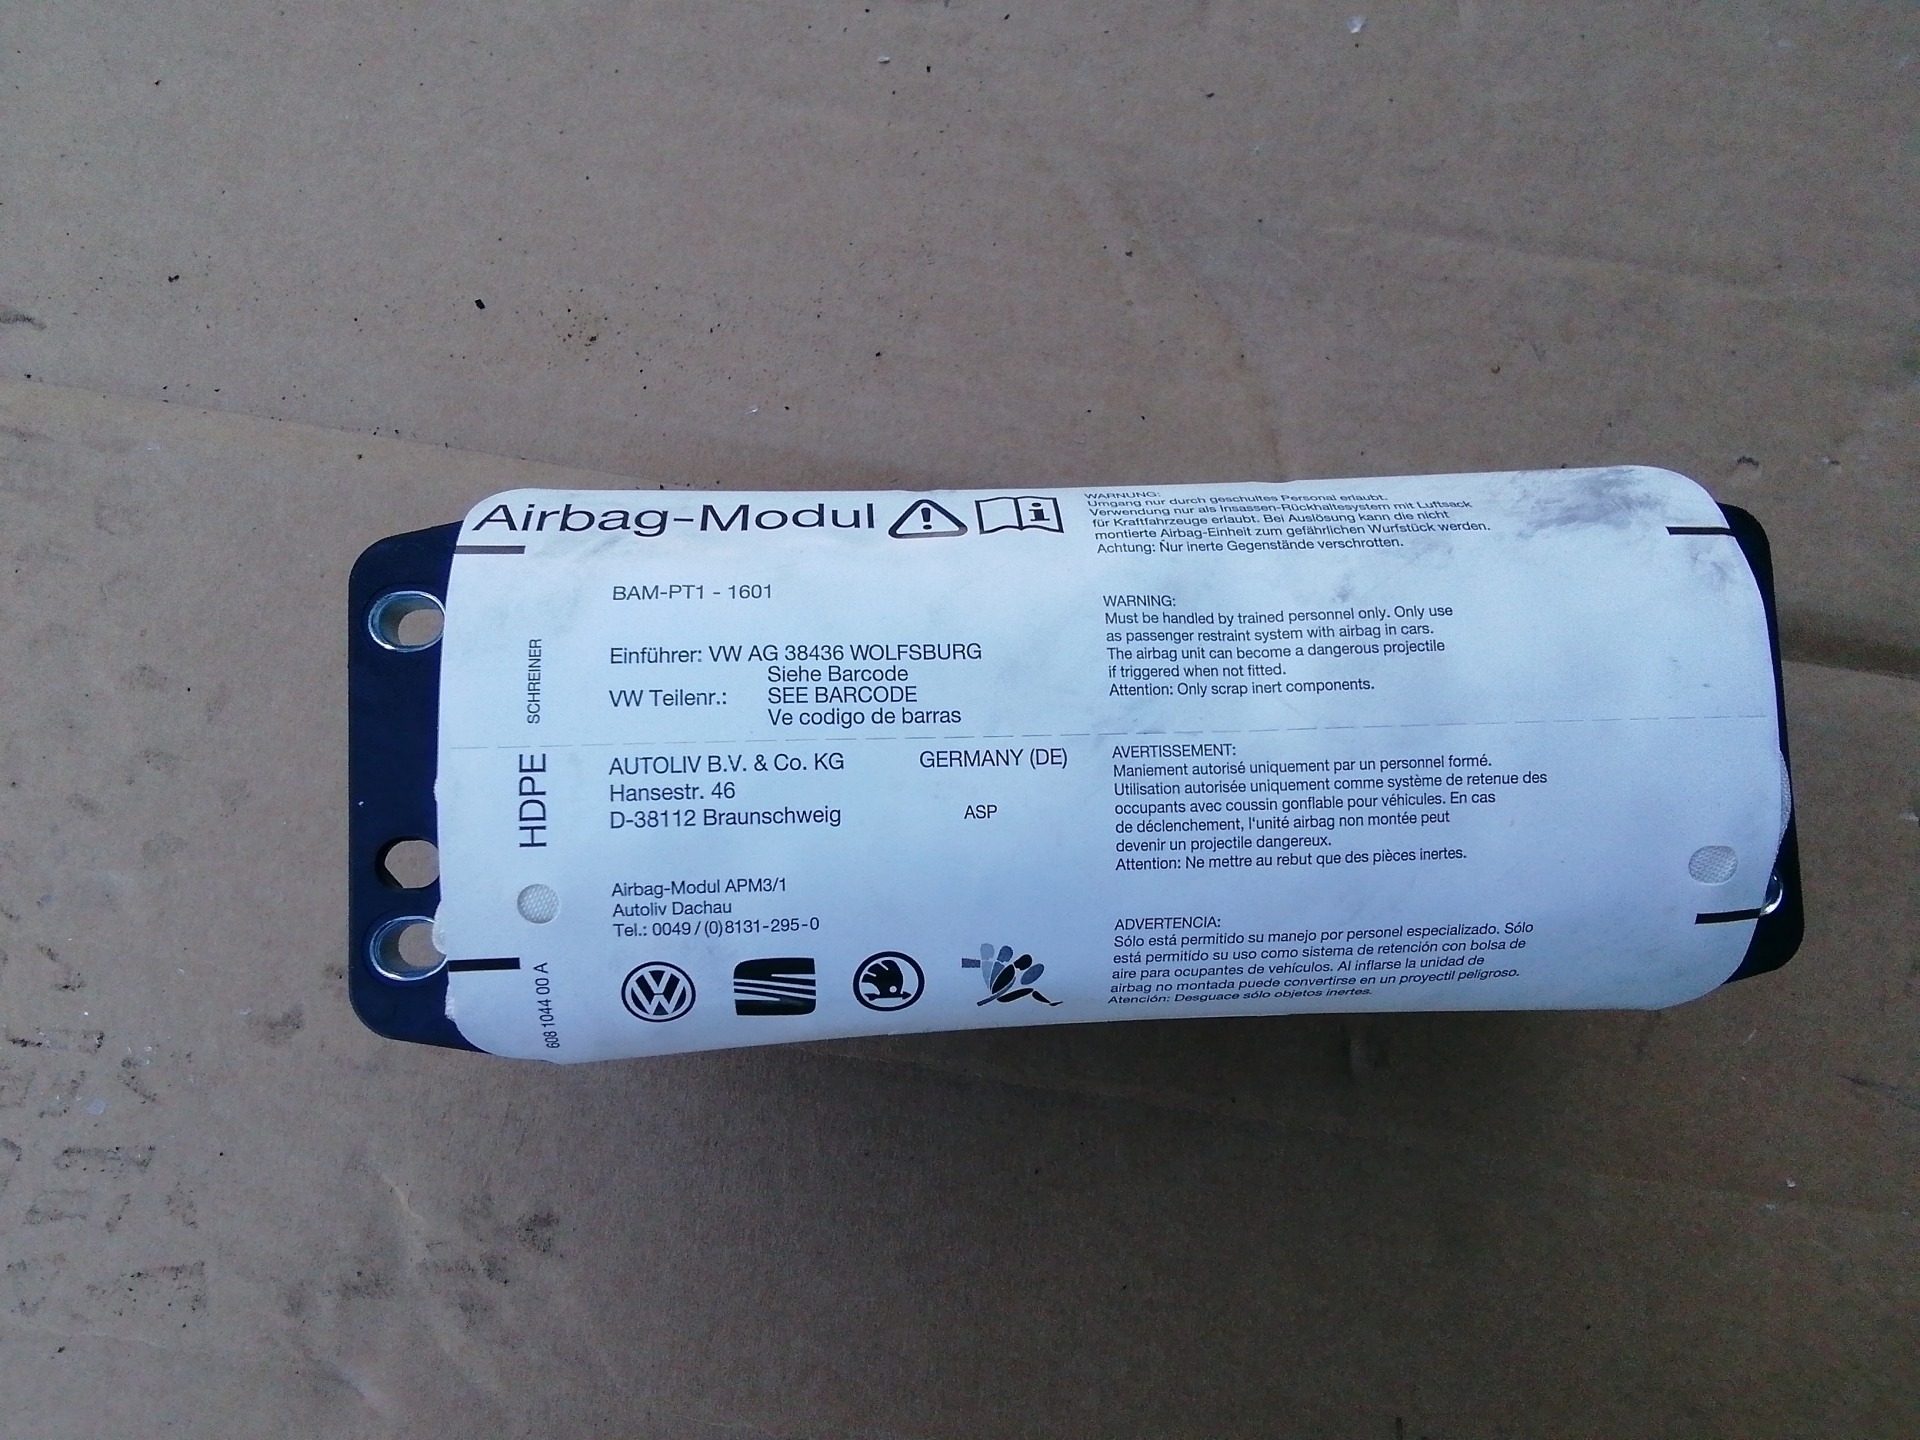 Airbag-Modul
WARNUNG:
Umgang nur durch geschultes Personal erlaubt.
Verwendung nur als Insassen-Rückhaltesystem mit Luftsack
für Kraftfahrzeuge erlaubt. Bei Auslösung kann die nicht
montierte Airbag-Einheit zum gefährlichen Wurfstück werden.
Achtung: Nur inerte Gegenstände verschrotten.
BAM-PT1 - 1601
Einführer: VW AG 38436 WOLFSBURG
Siehe Barcode
VW Teilenr.: SEE BARCODE
Ve codigo de barras
WARNING:
Must be handled by trained personnel only. Only use
as passenger restraint system with airbag in cars.
The airbag unit can become a dangerous projectile
if triggered when not fitted.
Attention: Only scrap inert components.
SCHREINER
HDPE
608 1044 00 A
AUTOLIV B.V. & Co. KG
Hansestr. 46
D-38112 Braunschweig
GERMANY (DE)
ASP
Airbag-Modul APM3/1
Autoliv Dachau
Tel.: 0049/(0)8131-295-0
AVERTISSEMENT:
Maniement autorisé uniquement par un personnel formé.
Utilisation autorisée uniquement comme système de retenue des
occupants avec coussin gonflable pour véhicules. En cas
de déclenchement, l'unité airbag non montée peut
devenir un projectile dangereux.
Attention: Ne mettre au rebut que des pièces inertes.
ADVERTENCIA:
Sólo está permitido su manejo por personel especializado. Sólo
está permitido su uso como sistema de retención con bolsa de
aire para ocupantes de vehículos. Al inflarse la unidad de
airbag no montada puede convertirse en un proyectil peligroso.
Atención: Desguace sólo objetos inertes.